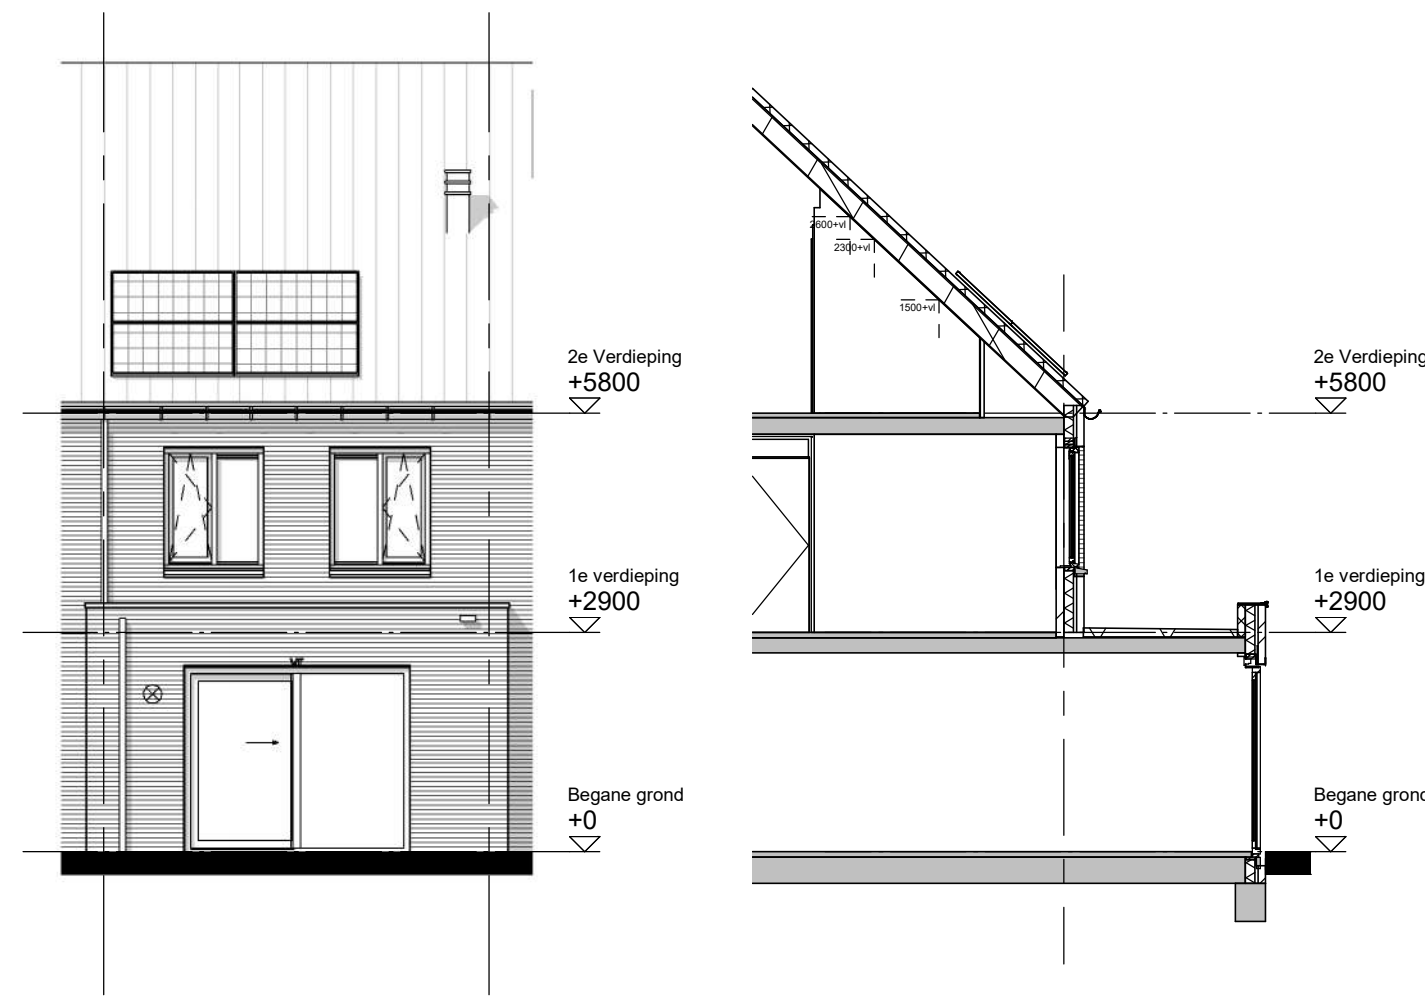 2e Verdieping
+5800
1e verdieping
+2900
Begane grond
+0
2600+vl
2300+vl
1500+vl
2e Verdieping
+5800
1e verdieping
+2900
Begane grond
+0